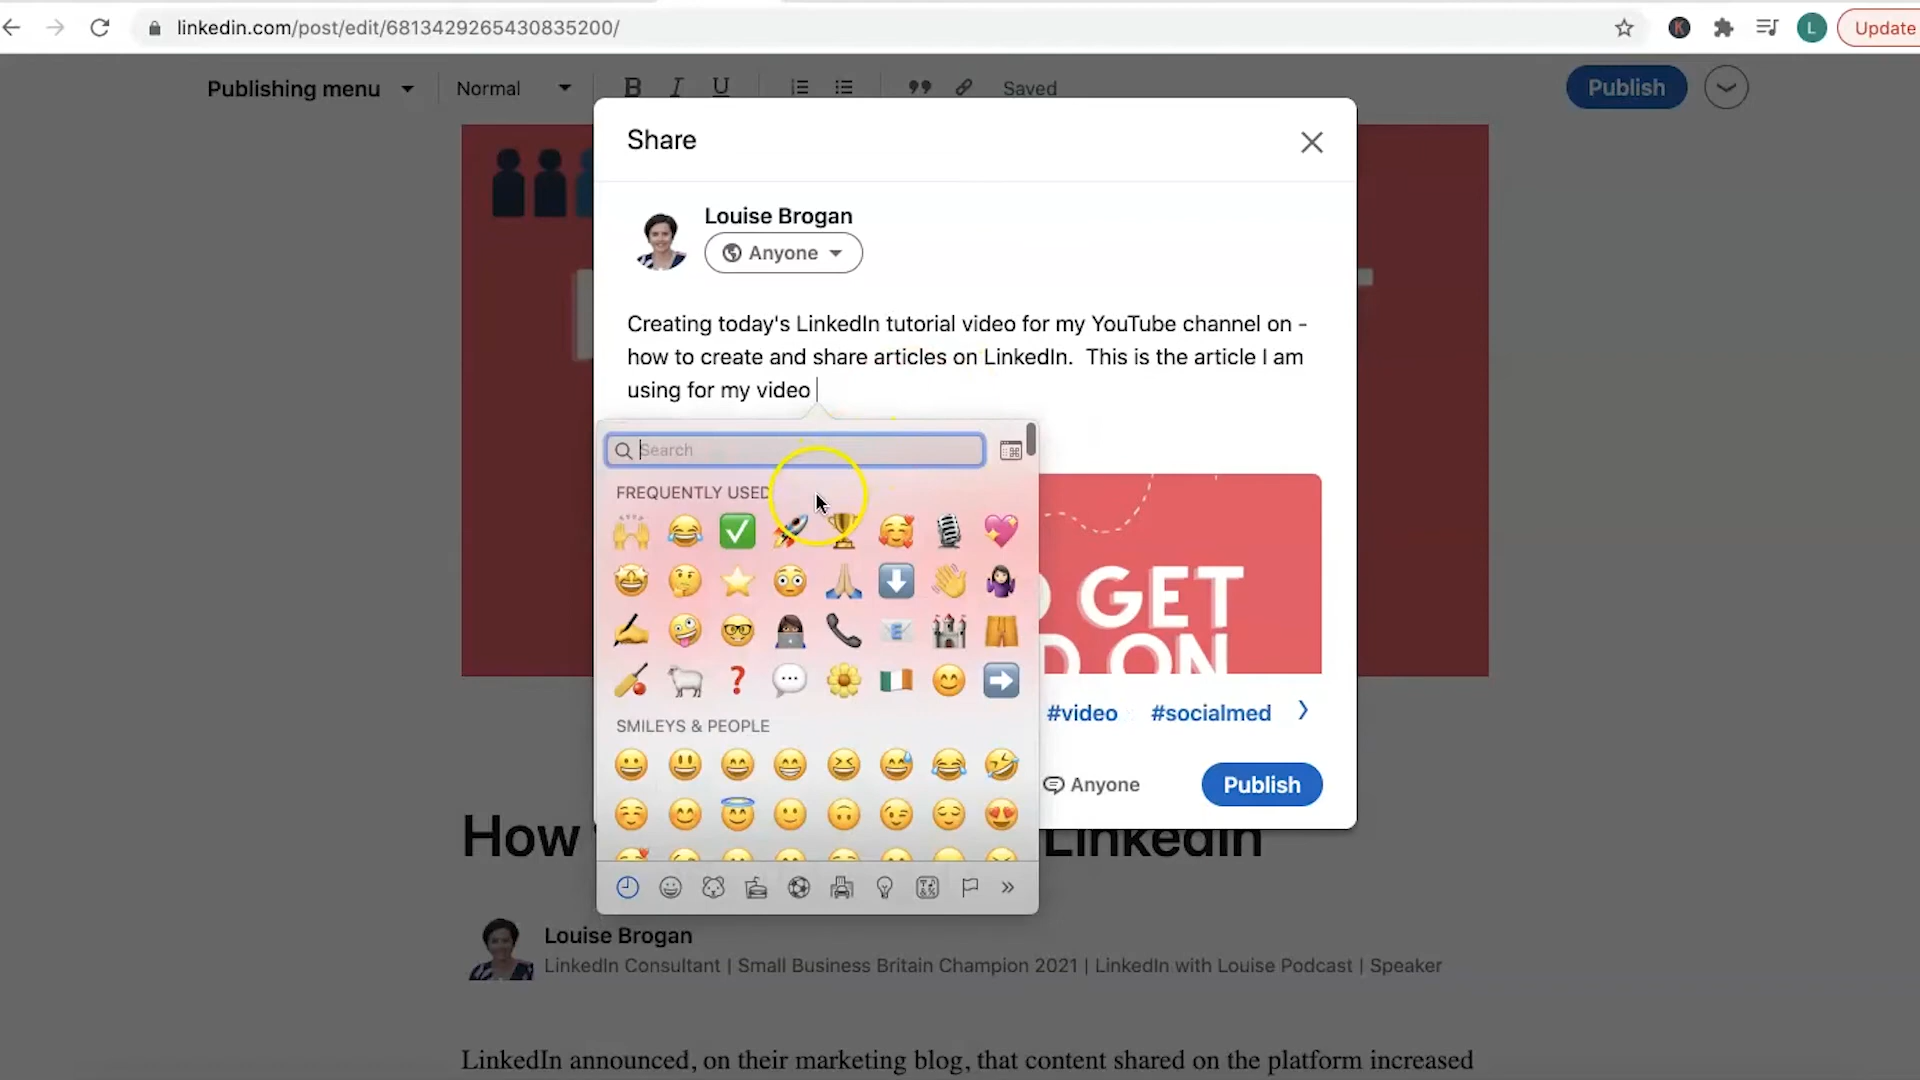 linkedin.com/post/edit/6813429265430835200/
K
L
Update
Publishing menu
Normal
B I U
Saved
Publish
Share
Louise Brogan
Anyone
Creating today's LinkedIn tutorial video for my YouTube channel on -
how to create and share articles on LinkedIn. This is the article I am
using for my video
Search
FREQUENTLY USED
GET
ON
#video #socialmed
SMILEYS & PEOPLE
Anyone
Publish
How LinkedIn
Louise Brogan
LinkedIn Consultant | Small Business Britain Champion 2021 | LinkedIn with Louise Podcast | Speaker
LinkedIn announced, on their marketing blog, that content shared on the platform increased